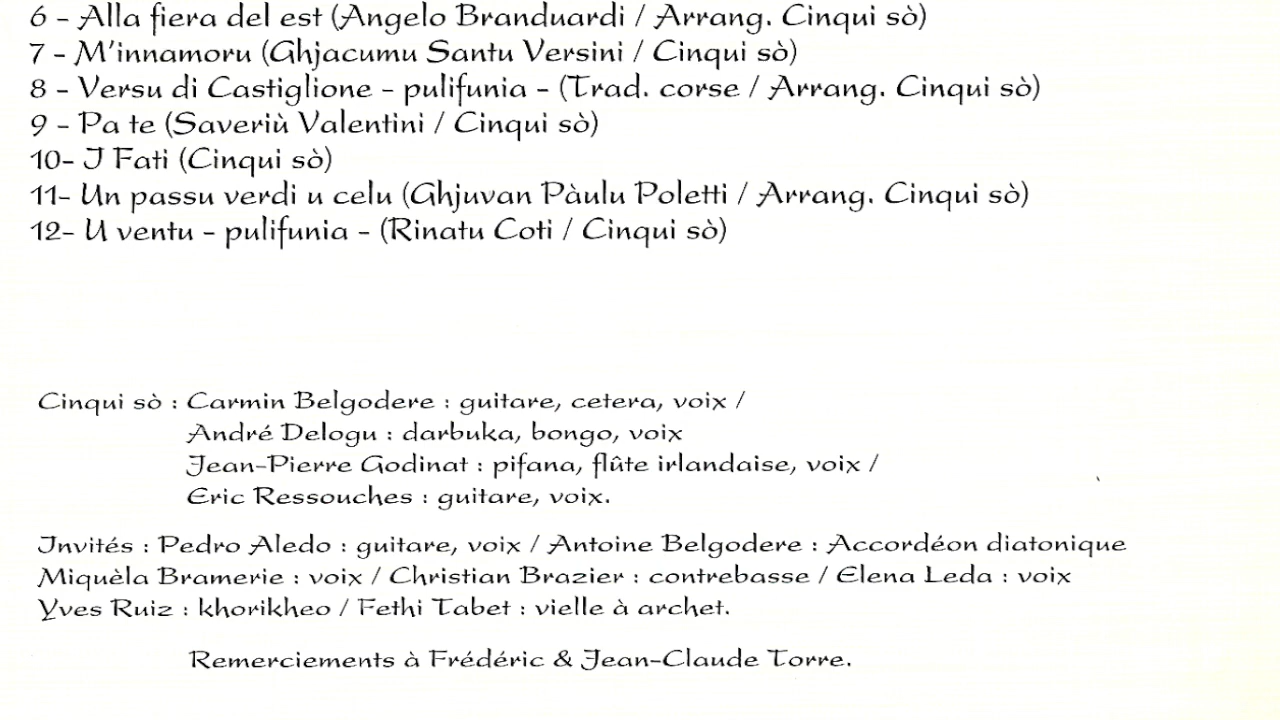 6 - Alla fiera del est (Angelo Branduardi / Arrang. Cinqui sò)
7 - M'innamoru (Ghjacumu Santu Versini / Cinqui sò)
8 - Versu di Castiglione - pulifunia - (Trad. corse / Arrang. Cinqui sò)
9 - Pa te (Saveriù Valentini / Cinqui sò)
10- I Fati (Cinqui sò)
11- Un passu verdi u celu (Ghjuvan Pàulu Poletti / Arrang. Cinqui sò)
12- U ventu - pulifunia - (Rinatu Coti / Cinqui sò)
Cinqui sò : Carmin Belgodere : guitare, cetera, voix /
André Delogu : darbuka, bongo, voix
Jean-Pierre Godinat : pifana, flûte irlandaise, voix /
Eric Ressouches : guitare, voix.
Invités : Pedro Aledo : guitare, voix / Antoine Belgodere : Accordéon diatonique
Miquèla Bramerie : voix / Christian Brazier : contrebasse / Elena Leda : voix
Yves Ruiz : khorikheo / Fethi Tabet : vielle à archet.
Remerciements à Frédéric & Jean-Claude Torre.